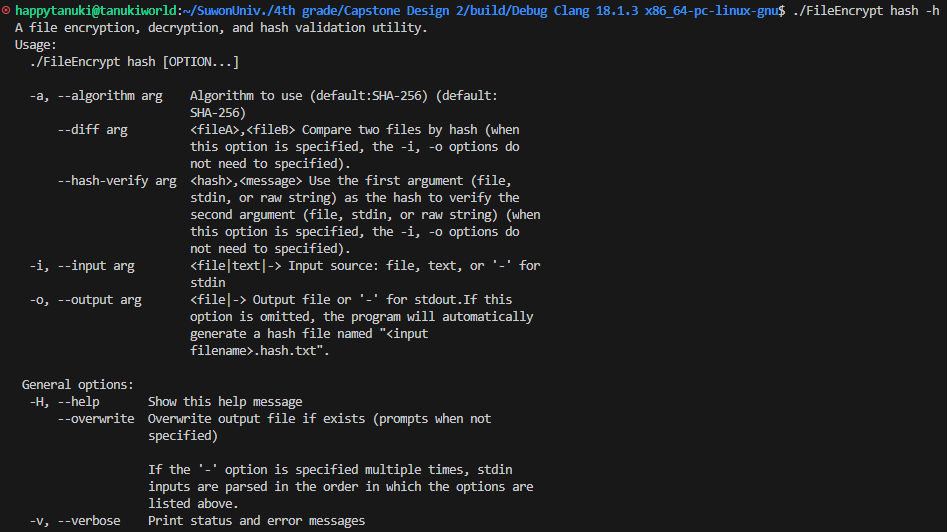 happytanuki@tanukiworld:~/SuwonUniv./4th grade/Capstone Design 2/build/Debug Clang 18.1.3 x86_64-pc-linux-gnu$ ./FileEncrypt hash -h
A file encryption, decryption, and hash validation utility.
Usage:
  ./FileEncrypt hash [OPTION...]

  -a, --algorithm arg    Algorithm to use (default:SHA-256) (default:
                         SHA-256)
      --diff arg         <fileA>,<fileB> Compare two files by hash (when
                         this option is specified, the -i, -o options do
                         not need to specified).
      --hash-verify arg  <hash>,<message> Use the first argument (file,
                         stdin, or raw string) as the hash to verify the
                         second argument (file, stdin, or raw string) (when
                         this option is specified, the -i, -o options do
                         not need to specified).
  -i, --input arg        <file|text|-> Input source: file, text, or '-' for
                         stdin
  -o, --output arg       <file|-> Output file or '-' for stdout.If this
                         option is omitted, the program will automatically
                         generate a hash file named "<input
                         filename>.hash.txt".

 General options:
  -H, --help       Show this help message
      --overwrite  Overwrite output file if exists (prompts when not
                   specified)

                   If the '-' option is specified multiple times, stdin
                   inputs are parsed in the order in which the options are
                   listed above.
  -v, --verbose    Print status and error messages